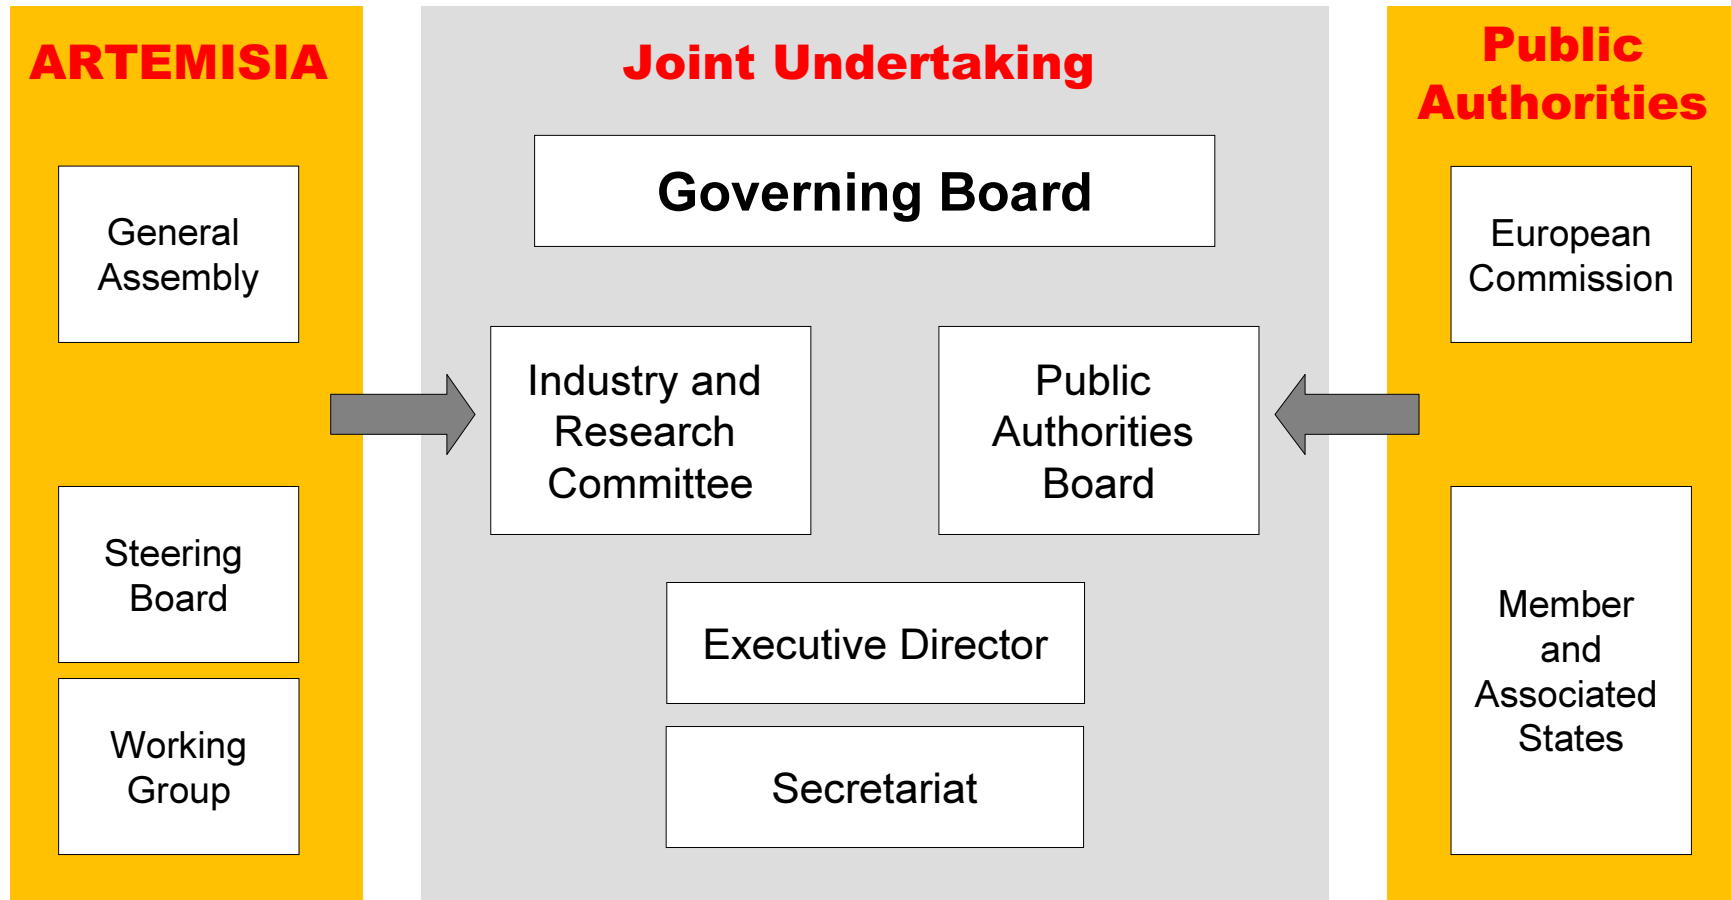 ARTEMISIA
General
Assembly
Steering
Board
Working
Group
Joint Undertaking
Governing Board
Industry and
Research
Committee
Public
Authorities
Board
Executive Director
Secretariat
Public
Authorities
European
Commission
Member
and
Associated
States